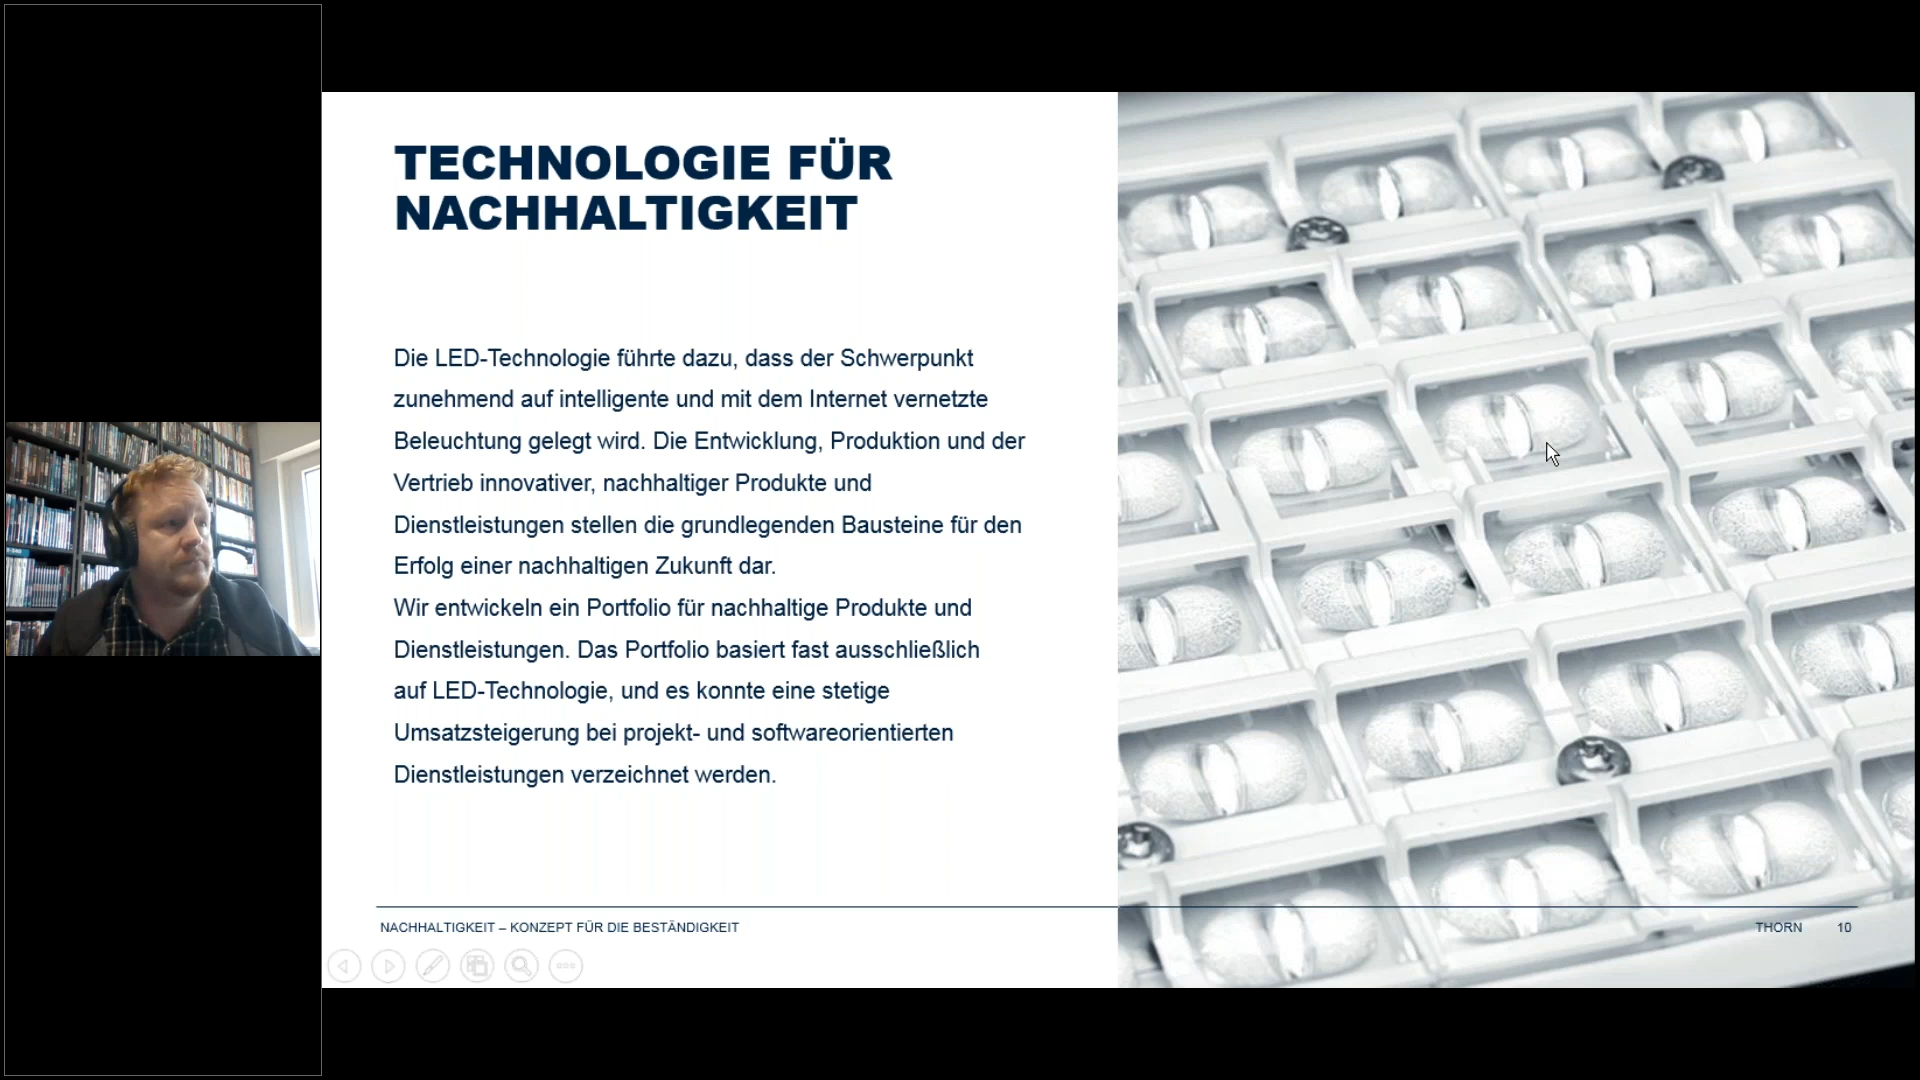 TECHNOLOGIE FÜR
NACHHALTIGKEIT
Die LED-Technologie führte dazu, dass der Schwerpunkt
zunehmend auf intelligente und mit dem Internet vernetzte
Beleuchtung gelegt wird. Die Entwicklung, Produktion und der
Vertrieb innovativer, nachhaltiger Produkte und
Dienstleistungen stellen die grundlegenden Bausteine für den
Erfolg einer nachhaltigen Zukunft dar.
Wir entwickeln ein Portfolio für nachhaltige Produkte und
Dienstleistungen. Das Portfolio basiert fast ausschließlich
auf LED-Technologie, und es konnte eine stetige
Umsatzsteigerung bei projekt- und softwareorientierten
Dienstleistungen verzeichnet werden.
NACHHALTIGKEIT – KONZEPT FÜR DIE BESTÄNDIGKEIT
THORN 10